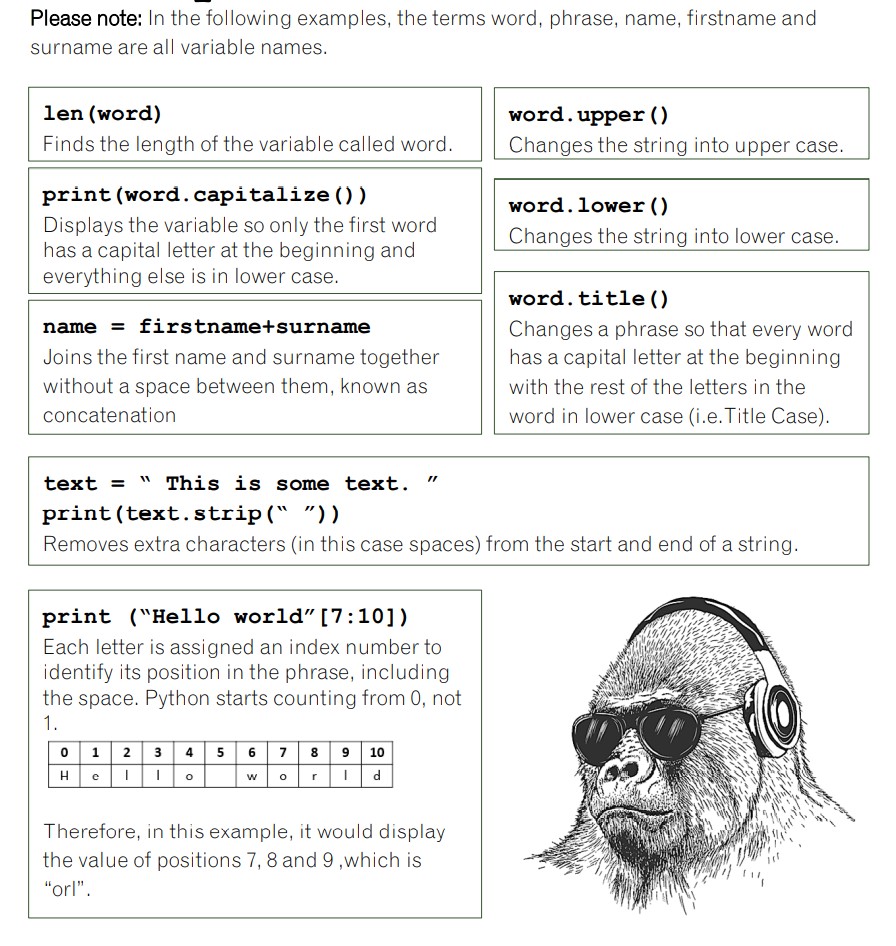 Please note: In the following examples, the terms word, phrase, name, firstname and
surname are all variable names.
len(word)
Finds the length of the variable called word.
print(word.capitalize())
Displays the variable so only the first word
has a capital letter at the beginning and
everything else is in lower case.
name = firstname+surname
Joins the first name and surname together
without a space between them, known as
concatenation
word.upper()
Changes the string into upper case.
word.lower()
Changes the string into lower case.
word.title()
Changes a phrase so that every word
has a capital letter at the beginning
with the rest of the letters in the
word in lower case (i.e.Title Case).
text = “ This is some text. ”
print(text.strip(“ ”))
Removes extra characters (in this case spaces) from the start and end of a string.
print (“Hello world”[7:10])
Each letter is assigned an index number to
identify its position in the phrase, including
the space. Python starts counting from 0, not
1.
0 1 2 3 4 5 6 7 8 9 10
H e l l o w o r l d
Therefore, in this example, it would display
the value of positions 7, 8 and 9 ,which is
“orl”.